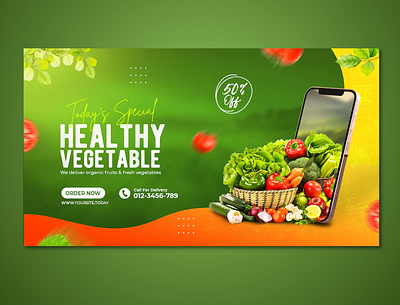 50%
Off
Today's Special
HEALTHY
VEGETABLE
We deliver organic fruits & fresh vegetables
ORDER NOW
WWW.YOURSITE.TODAY
Call For Delivery
012-3456-789